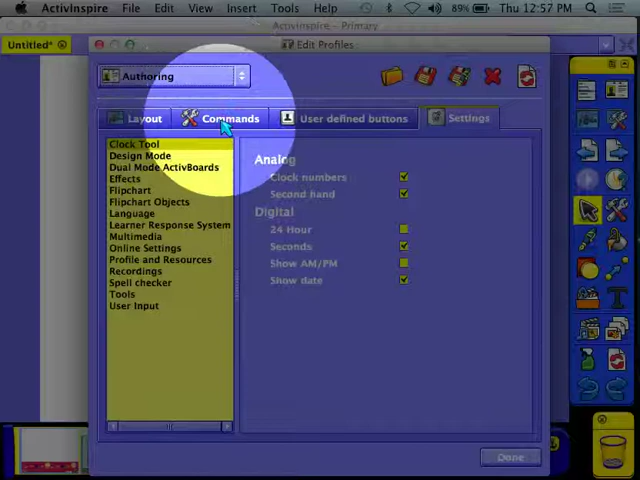 ActivInspire File Edit View Insert Tools Help 89% Thu 12:57 PM
ActivInspire - Primary
Untitled*
Edit Profiles
Authoring
Layout Commands User defined buttons Settings
Clock Tool
Design Mode
Dual Mode ActivBoards
Effects
Flipchart
Flipchart Objects
Language
Learner Response System
Multimedia
Online Settings
Profile and Resources
Recordings
Spell checker
Tools
User Input
Analog
Clock numbers
Second hand
Digital
24 Hour
Seconds
Show AM/PM
Show date
Done